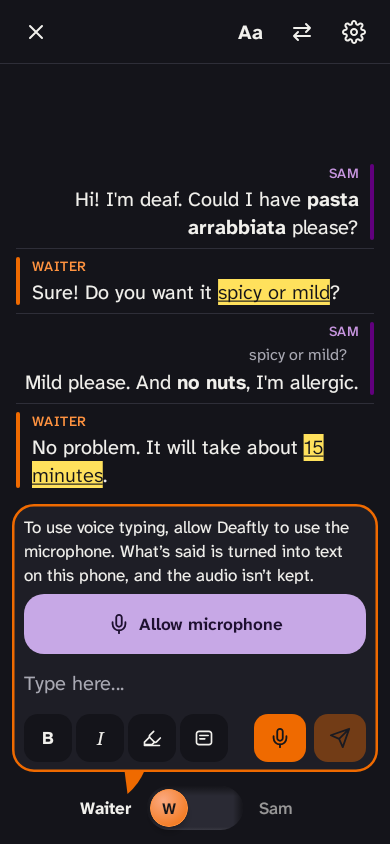 Aa
SAM
Hi! I'm deaf. Could I have pasta
arrabbiata please?
WAITER
Sure! Do you want it spicy or mild?
SAM
spicy or mild?
Mild please. And no nuts, I'm allergic.
WAITER
No problem. It will take about 15
minutes.
To use voice typing, allow Deaftly to use the
microphone. What’s said is turned into text
on this phone, and the audio isn’t kept.
Allow microphone
Type here...
B I
Waiter W Sam